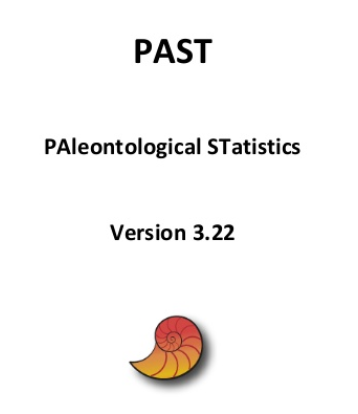 PAST
PAleontological STatistics
Version 3.22